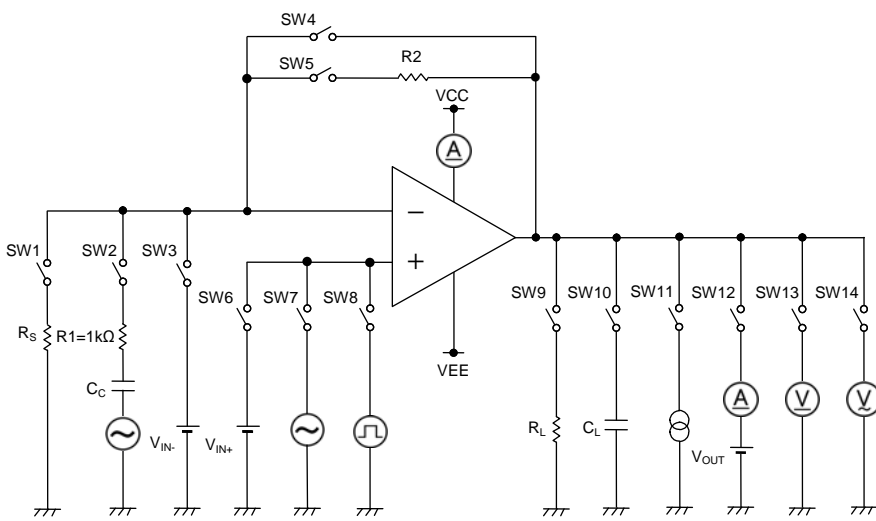 SW4
SW5
R2
VCC
A
SW1
SW2
SW3
−
+
SW6
SW7
SW8
SW9
SW10
SW11
SW12
SW13
SW14
RS
R1=1kΩ
VEE
CC
A
V
V
VIN-
VIN+
RL
CL
VOUT